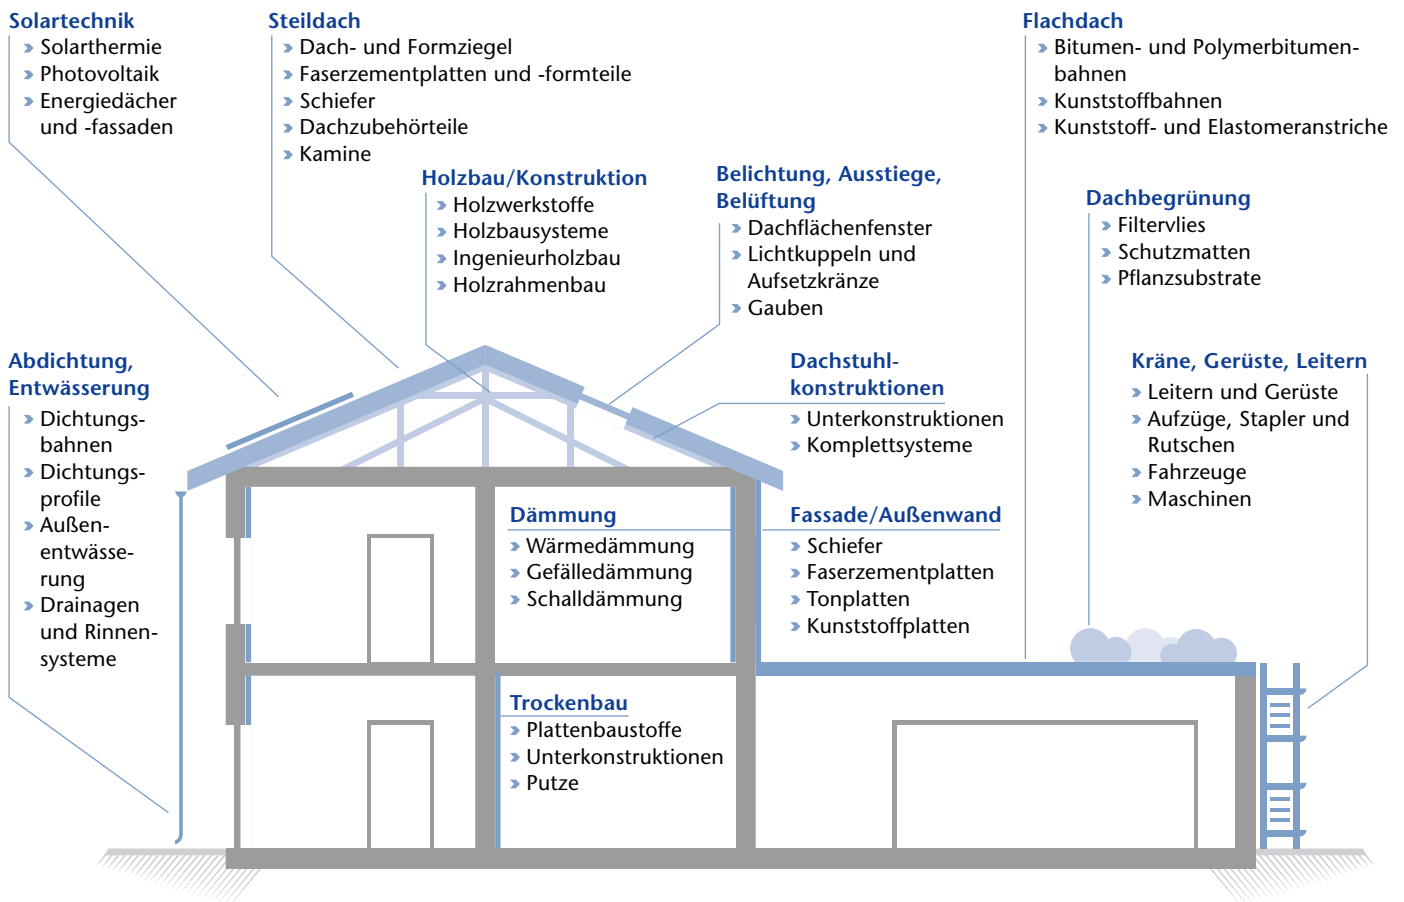 Solartechnik
Solarthermie
Photovoltaik
Energiedächer
und -fassaden
Steildach
Dach- und Formziegel
Faserzementplatten und -formteile
Schiefer
Dachzubehörteile
Kamine
Flachdach
Bitumen- und Polymerbitumen-
bahnen
Kunststoffbahnen
Kunststoff- und Elastomeranstriche
Holzbau/Konstruktion
Holzwerkstoffe
Holzbausysteme
Ingenieurholzbau
Holzrahmenbau
Belichtung, Ausstiege,
Belüftung
Dachflächenfenster
Lichtkuppeln und
Aufsetzkränze
Gauben
Dachbegrünung
Filtervlies
Schutzmatten
Pflanzsubstrate
Abdichtung,
Entwässerung
Dichtungs-
bahnen
Dichtungs-
profile
Außen-
entwässe-
rung
Drainagen
und Rinnen-
systeme
Dachstuhl-
konstruktionen
Unterkonstruktionen
Komplettsysteme
Kräne, Gerüste, Leitern
Leitern und Gerüste
Aufzüge, Stapler und
Rutschen
Fahrzeuge
Maschinen
Dämmung
Wärmedämmung
Gefälledämmung
Schalldämmung
Fassade/Außenwand
Schiefer
Faserzementplatten
Tonplatten
Kunststoffplatten
Trockenbau
Plattenbaustoffe
Unterkonstruktionen
Putze